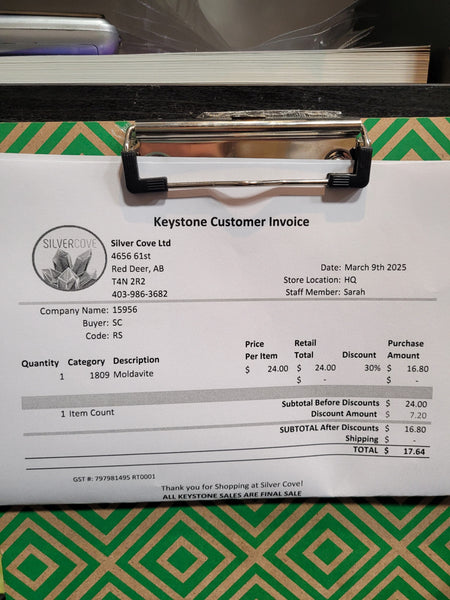 Keystone Customer Invoice
SILVERCOVE
Silver Cove Ltd
4656 61st
Red Deer, AB
T4N 2R2
403-986-3682
Date: March 9th 2025
Store Location: HQ
Staff Member: Sarah
Company Name: 15956
Buyer: SC
Code: RS
Quantity Category Description Price Per Item Retail Total Discount Purchase Amount
1 1809 Moldavite $ 24.00 $ 24.00 30% $ 16.80
$ - $ -
1 Item Count
Subtotal Before Discounts $ 24.00
Discount Amount $ 7.20
SUBTOTAL After Discounts $ 16.80
Shipping $ -
TOTAL $ 17.64
GST #: 797981495 RT0001
Thank you for Shopping at Silver Cove!
ALL KEYSTONE SALES ARE FINAL SALE